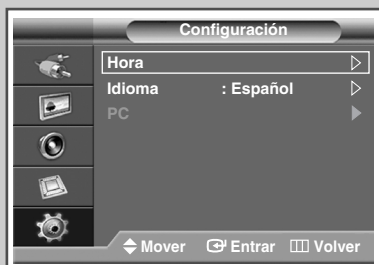 Configuración
Hora
Idioma : Español
PC
Mover Entrar Volver